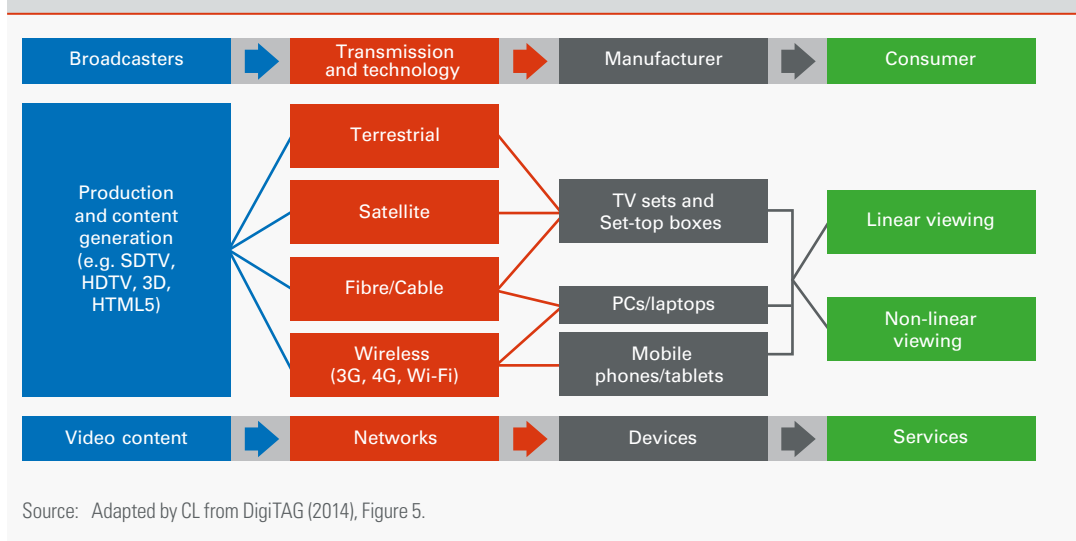 Broadcasters
Transmission
and technology
Manufacturer
Consumer
Production
and content
generation
(e.g. SDTV,
HDTV, 3D,
HTML5)
Terrestrial
Satellite
Fibre/Cable
Wireless
(3G, 4G, Wi-Fi)
TV sets and
Set-top boxes
PCs/laptops
Mobile
phones/tablets
Linear viewing
Non-linear
viewing
Video content
Networks
Devices
Services
Source: Adapted by CL from DigiTAG (2014), Figure 5.